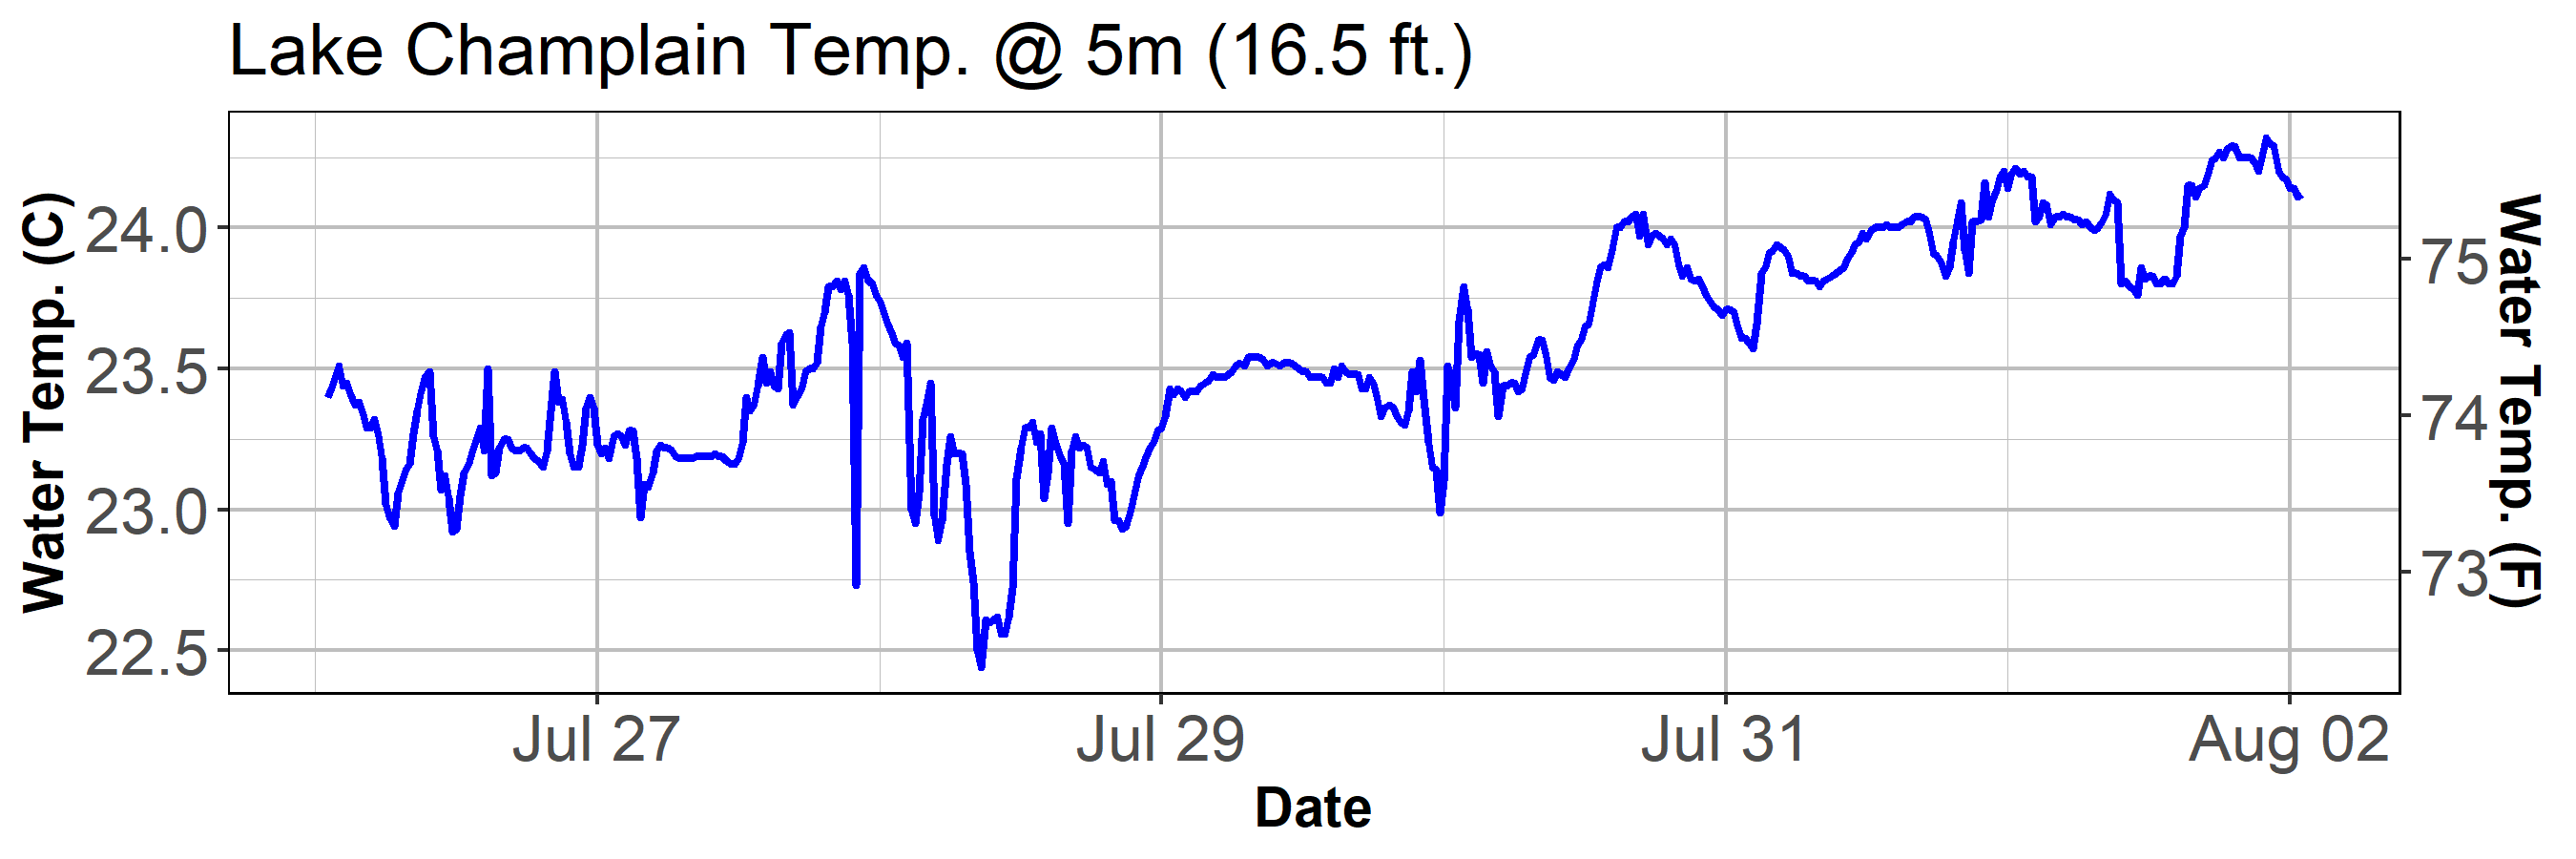 Lake Champlain Temp. @ 5m (16.5 ft.)
Water Temp. (C)
24.0
23.5
23.0
22.5
75
74
73
Water Temp. (F)
Jul 27 Jul 29 Jul 31 Aug 02
Date